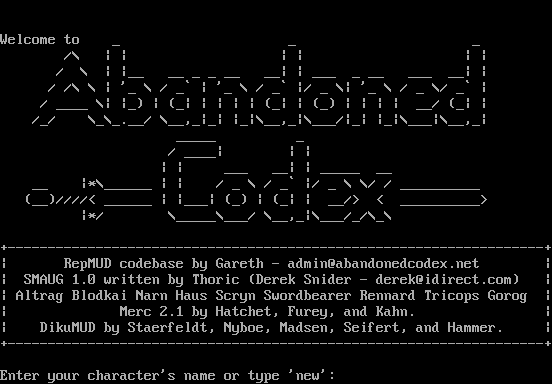 Welcome to
Abandoned
Codex
RepMUD codebase by Gareth - admin@abandonedcodex.net
SMAUG 1.0 written by Thoric (Derek Snider - derek@idirect.com)
Altrag Blodkai Narn Haus Scryn Swordbearer Rennard Tricops Gorog
Merc 2.1 by Hatchet, Furey, and Kahn.
DikuMUD by Staerfeldt, Nyboe, Madsen, Seifert, and Hammer.
Enter your character's name or type 'new':